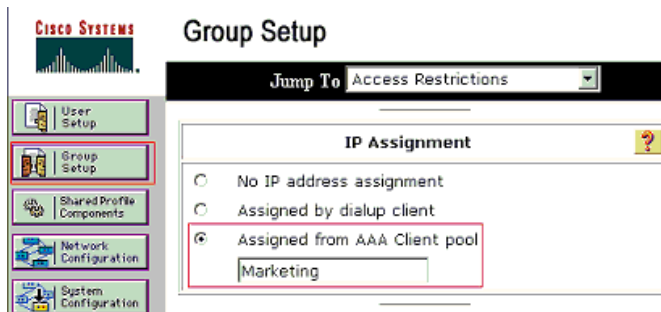 CISCO SYSTEMS
Group Setup
Jump To Access Restrictions
User
Setup
Group
Setup
Shared Profile
Components
Network
Configuration
System
Configuration
IP Assignment
?
No IP address assignment
Assigned by dialup client
Assigned from AAA Client pool
Marketing